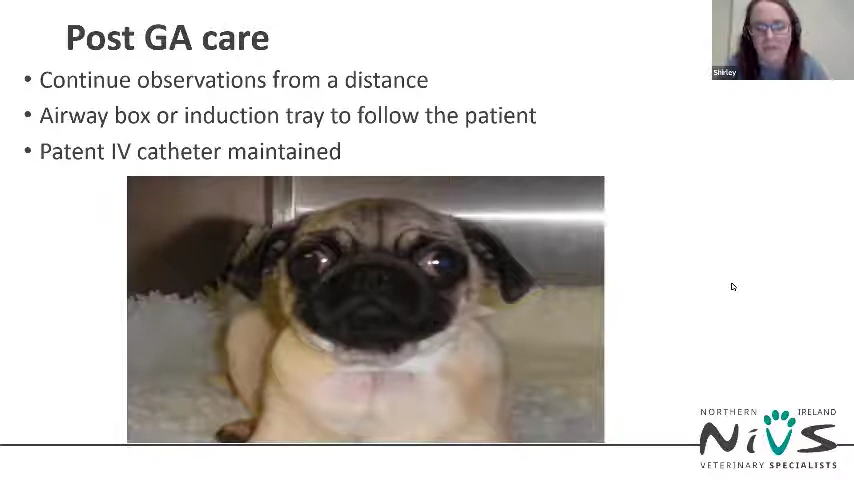 Post GA care
Shirley
• Continue observations from a distance
• Airway box or induction tray to follow the patient
• Patent IV catheter maintained
NORTHERN IRELAND
NiVS
VETERINARY SPECIALISTS